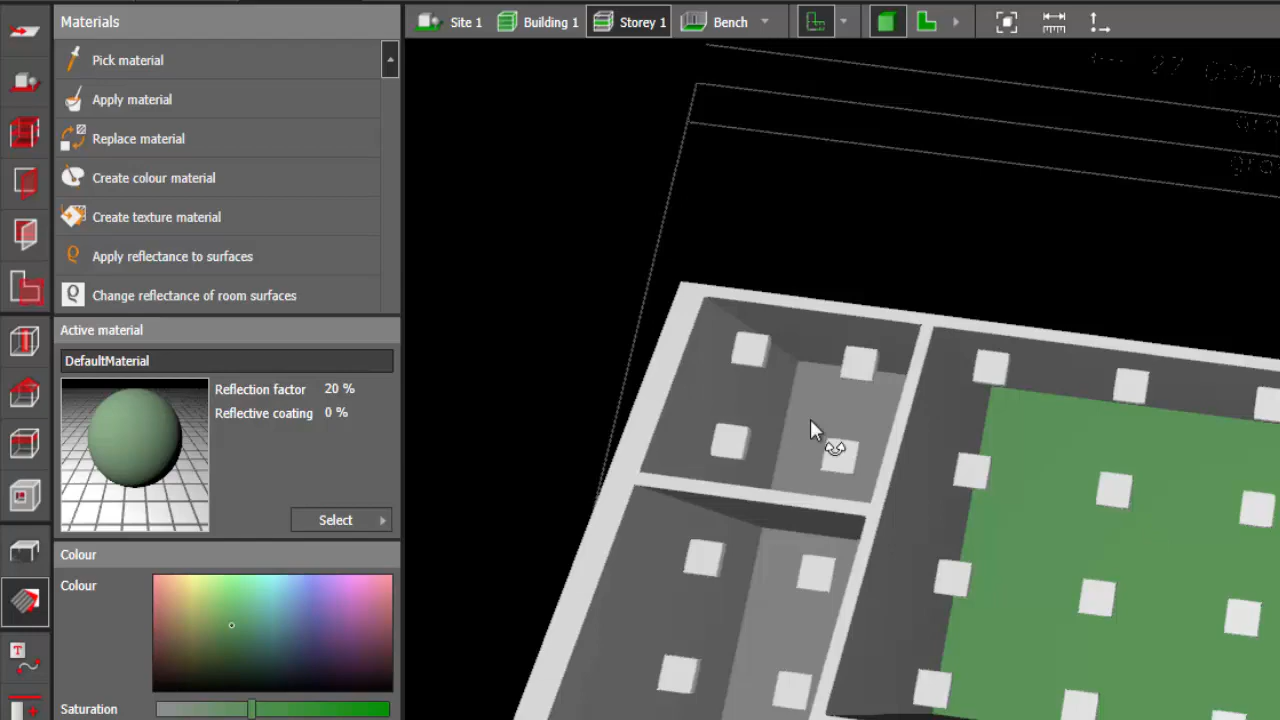 Materials
Site 1
Building 1
Storey 1
Bench
Pick material
Apply material
Replace material
Create colour material
Create texture material
Apply reflectance to surfaces
Change reflectance of room surfaces
Active material
DefaultMaterial
Reflection factor 20 %
Reflective coating 0 %
Select
Colour
Colour
Saturation
T